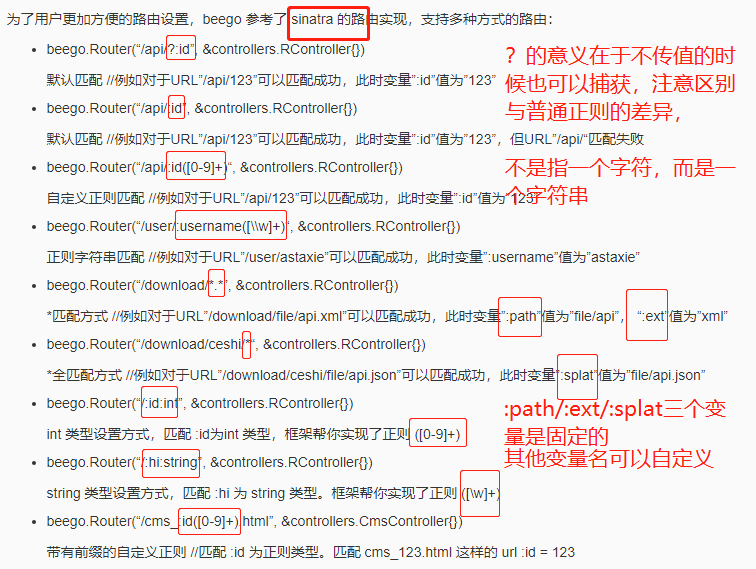 为了用户更加方便的路由设置，beego 参考了 sinatra 的路由实现，支持多种方式的路由：
beego.Router(“/api/?:id”, &controllers.RController{})
默认匹配 //例如对于URL”/api/123”可以匹配成功，此时变量”:id”值为”123”
beego.Router(“/api/:id”, &controllers.RController{})
默认匹配 //例如对于URL”/api/123”可以匹配成功，此时变量”:id”值为”123”，但URL”/api/“匹配失败
beego.Router(“/api/:id([0-9]+)“, &controllers.RController{})
自定义正则匹配 //例如对于URL”/api/123”可以匹配成功，此时变量”:id”值为”123”
beego.Router(“/user/:username([\\w]+)“, &controllers.RController{})
正则字符串匹配 //例如对于URL”/user/astaxie”可以匹配成功，此时变量”:username”值为”astaxie”
beego.Router(“/download/*.*”, &controllers.RController{})
*匹配方式 //例如对于URL”/download/file/api.xml”可以匹配成功，此时变量”:path”值为”file/api”， “:ext”值为”xml”
beego.Router(“/download/ceshi/*“, &controllers.RController{})
*全匹配方式 //例如对于URL”/download/ceshi/file/api.json”可以匹配成功，此时变量”:splat”值为”file/api.json”
beego.Router(“/:id:int”, &controllers.RController{})
int 类型设置方式，匹配 :id为int 类型，框架帮你实现了正则 ([0-9]+)
beego.Router(“/:hi:string”, &controllers.RController{})
string 类型设置方式，匹配 :hi 为 string 类型。框架帮你实现了正则 ([\w]+)
beego.Router(“/cms_:id([0-9]+).html”, &controllers.CmsController{})
带有前缀的自定义正则 //匹配 :id 为正则类型。匹配 cms_123.html 这样的 url :id = 123
？的意义在于不传值的时
候也可以捕获，注意区别
与普通正则的差异，
不是指一个字符，而是一
个字符串
:path/:ext/:splat三个变
量是固定的
其他变量名可以自定义